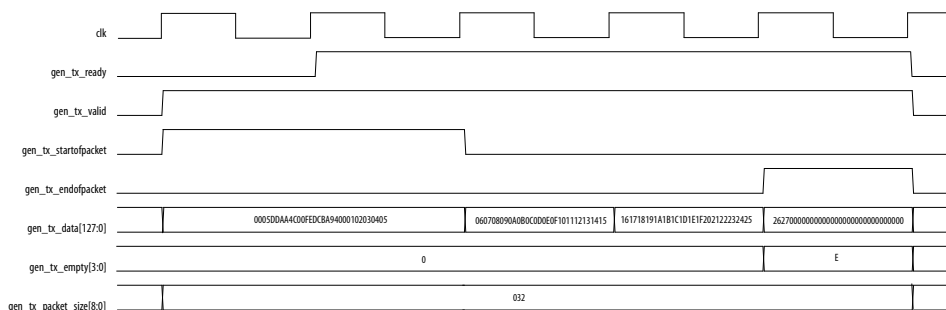 clk
gen_tx_ready
gen_tx_valid
gen_tx_startofpacket
gen_tx_endofpacket
gen_tx_data[127:0] 0005DDAA4C00FEDCBA94000102030405 060708090A0B0C0D0E0F101112131415 161718191A1B1C1D1E1F202122232425 26270000000000000000000000000000
gen_tx_empty[3:0] 0 E
gen_tx_packet_size[8:0] 032